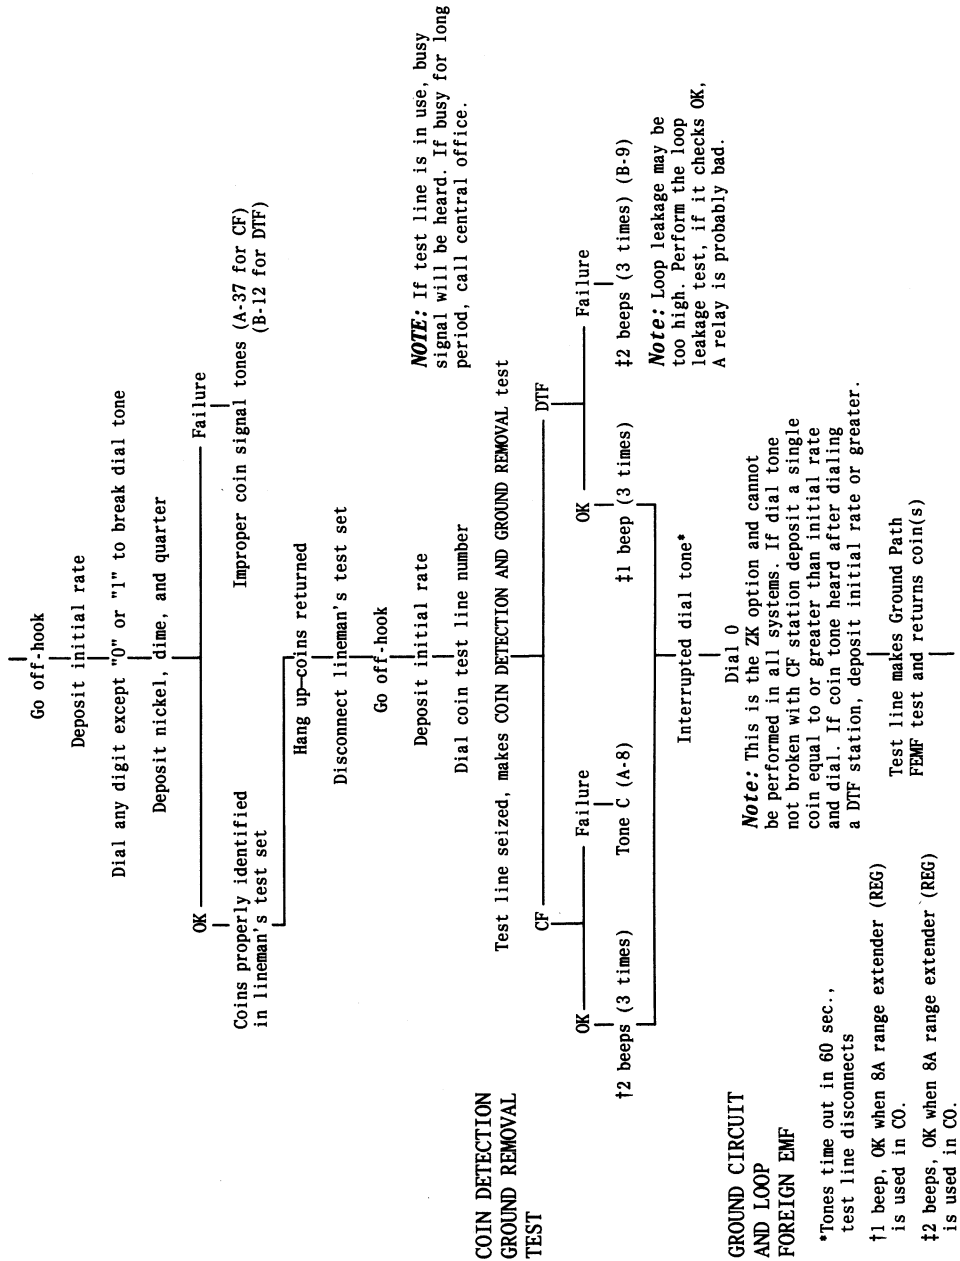 Go off-hook
Deposit initial rate
Dial any digit except "0" or "1" to break dial tone
Deposit nickel, dime, and quarter
OK
Failure
Coins properly identified
in lineman's test set
Improper coin signal tones (A-37 for CF)
(B-12 for DTF)
Hang up—coins returned
Disconnect lineman's test set
Go off-hook
Deposit initial rate
Dial coin test line number
NOTE: If test line is in use, busy
signal will be heard. If busy for long
period, call central office.
COIN DETECTION
GROUND REMOVAL
TEST
Test line seized, makes COIN DETECTION AND GROUND REMOVAL test
CF
DTF
OK
Failure
OK
Failure
†2 beeps (3 times)
Tone C (A-8)
‡1 beep (3 times)
‡2 beeps (3 times) (B-9)
Note: Loop leakage may be
too high. Perform the loop
leakage test, if it checks OK,
A relay is probably bad.
Interrupted dial tone*
GROUND CIRCUIT
AND LOOP
FOREIGN EMF
Dial 0
Note: This is the ZK option and cannot
be performed in all systems. If dial tone
not broken with CF station deposit a single
coin equal to or greater than initial rate
and dial. If coin tone heard after dialing
a DTF station, deposit initial rate or greater.
Test line makes Ground Path
FEMF test and returns coin(s)
*Tones time out in 60 sec.,
test line disconnects
†1 beep, OK when 8A range extender (REG)
is used in CO.
‡2 beeps, OK when 8A range extender (REG)
is used in CO.